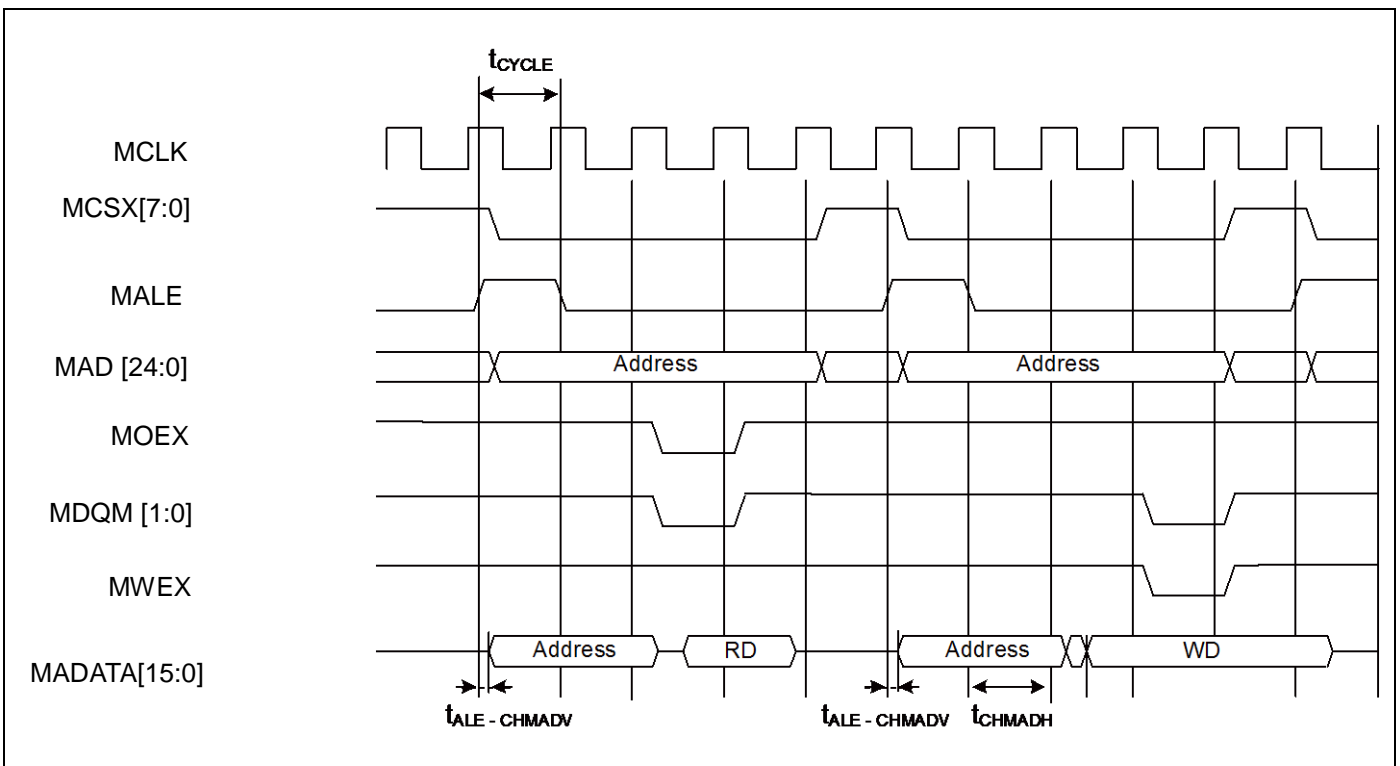 tCYCLE
MCLK
MCSX[7:0]
MALE
MAD [24:0]
Address Address
MOEX
MDQM [1:0]
MWEX
MADATA[15:0]
Address RD Address WD
tALE - CHMADV tALE - CHMADV tCHMADH